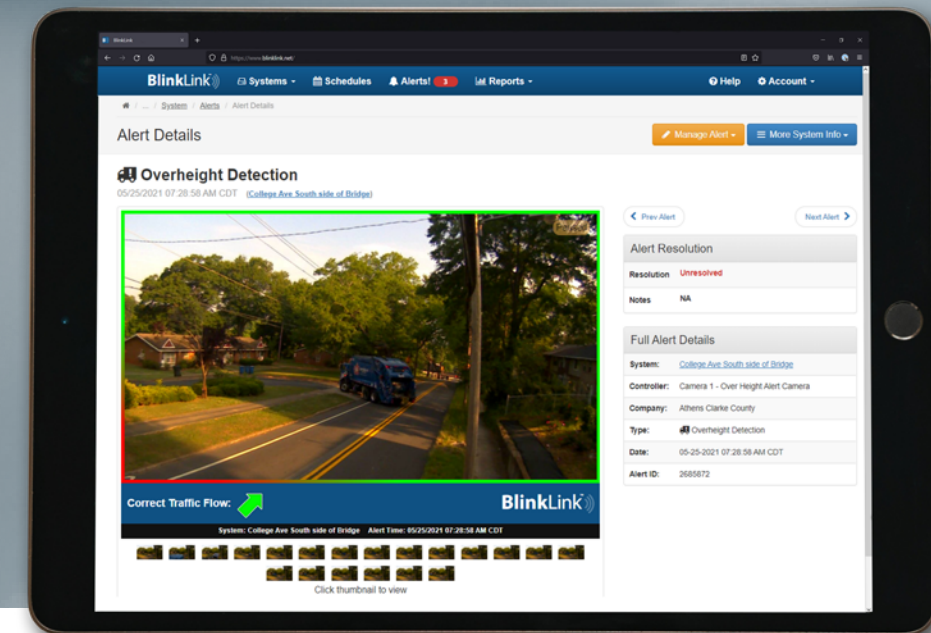 BlinkLink
https://www.blinklink.net/
BlinkLink Systems Schedules Alerts! 3 Reports Help Account
/ ... / System / Alerts / Alert Details
Alert Details
Manage Alert More System Info
Overheight Detection
05/25/2021 07:28:58 AM CDT (College Ave South side of Bridge)
Prev Alert Next Alert
Alert Resolution
Resolution Unresolved
Notes NA
Full Alert Details
System: College Ave South side of Bridge
Controller: Camera 1 - Over Height Alert Camera
Company: Athens Clarke County
Type: Overheight Detection
Date: 05-25-2021 07:28:58 AM CDT
Alert ID: 2685872
Correct Traffic Flow: BlinkLink
System: College Ave South side of Bridge Alert Time: 05/25/2021 07:28:58 AM CDT
Click thumbnail to view